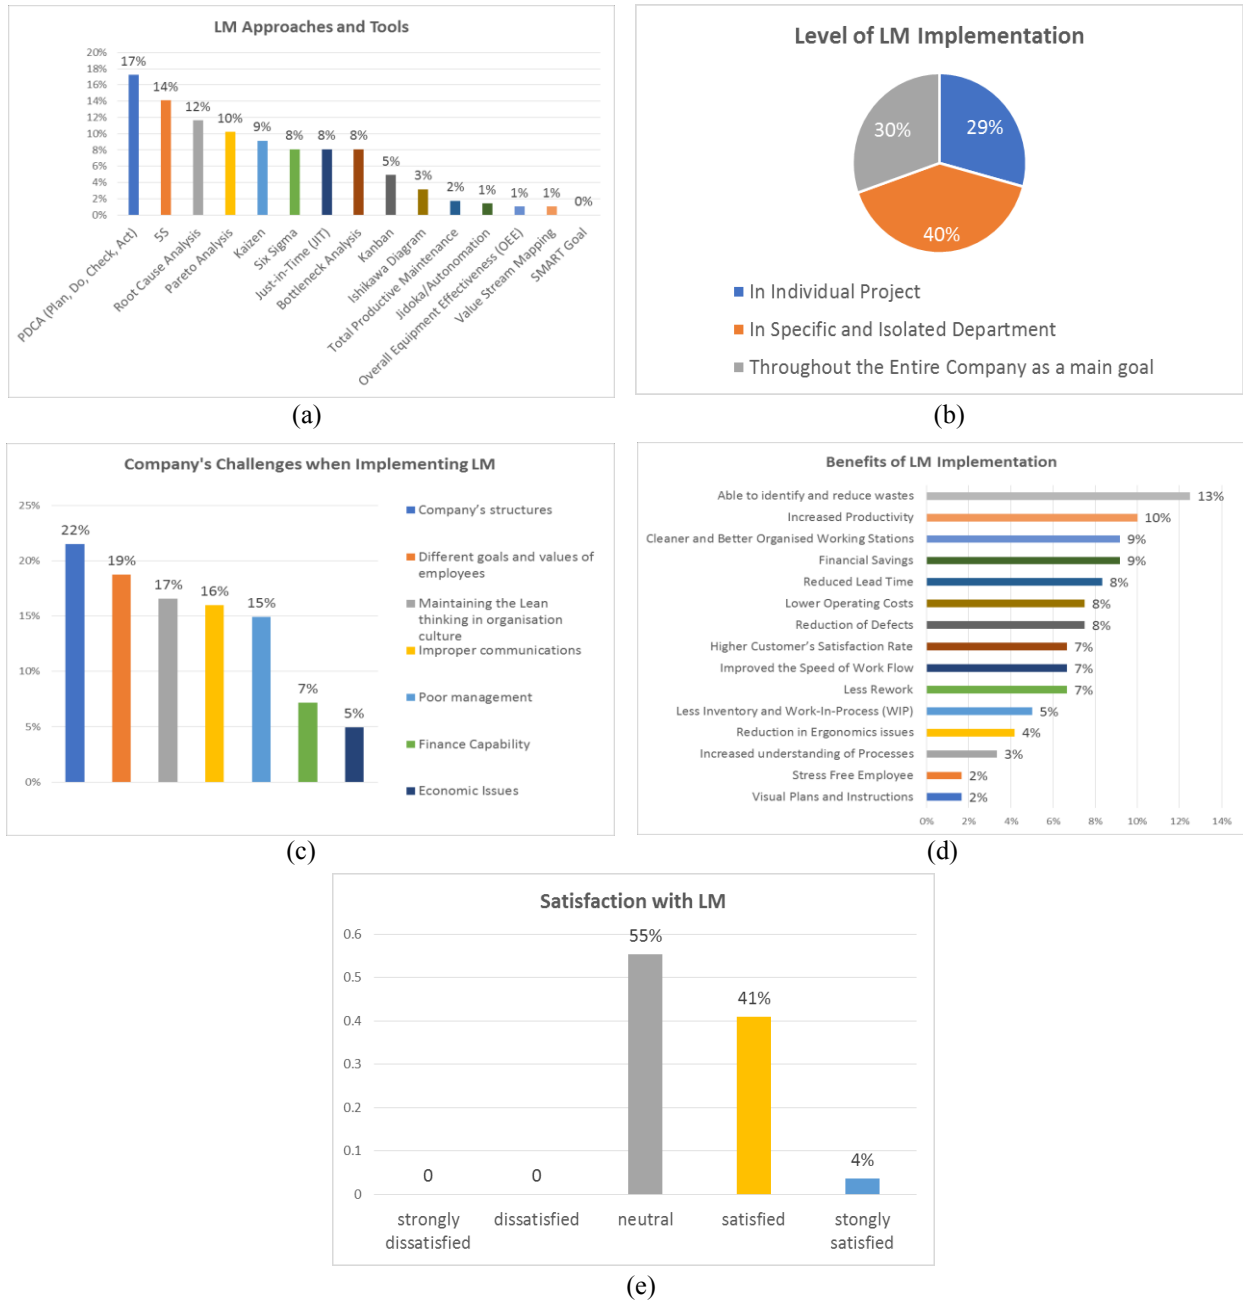 LM Approaches and Tools
20%
18%
16%
14%
12%
10%
8%
6%
4%
2%
0%
17%
14%
12%
10%
9%
8%
8%
8%
5%
3%
2%
1%
1%
1%
0%
PDCA (Plan, Do, Check, Act)
5S
Root Cause Analysis
Pareto Analysis
Kaizen
Six Sigma
Just-in-Time (JIT)
Bottleneck Analysis
Kanban
Ishikawa Diagram
Total Productive Maintenance
Jidoka/Autonomation
Overall Equipment Effectiveness (OEE)
Value Stream Mapping
SMART Goal
(a)
Level of LM Implementation
30%
29%
40%
In Individual Project
In Specific and Isolated Department
Throughout the Entire Company as a main goal
(b)
Company's Challenges when Implementing LM
25%
20%
15%
10%
5%
0%
22%
19%
17%
16%
15%
7%
5%
Company's structures
Different goals and values of
employees
Maintaining the Lean
thinking in organisation
culture
Improper communications
Poor management
Finance Capability
Economic Issues
(c)
Benefits of LM Implementation
Able to identify and reduce wastes 13%
Increased Productivity 10%
Cleaner and Better Organised Working Stations 9%
Financial Savings 9%
Reduced Lead Time 8%
Lower Operating Costs 8%
Reduction of Defects 8%
Higher Customer's Satisfaction Rate 7%
Improved the Speed of Work Flow 7%
Less Rework 7%
Less Inventory and Work-In-Process (WIP) 5%
Reduction in Ergonomics issues 4%
Increased understanding of Processes 3%
Stress Free Employee 2%
Visual Plans and Instructions 2%
0% 2% 4% 6% 8% 10% 12% 14%
(d)
Satisfaction with LM
0.6
0.5
0.4
0.3
0.2
0.1
0
0
0
55%
41%
4%
strongly
dissatisfied
dissatisfied
neutral
satisfied
stongly
satisfied
(e)